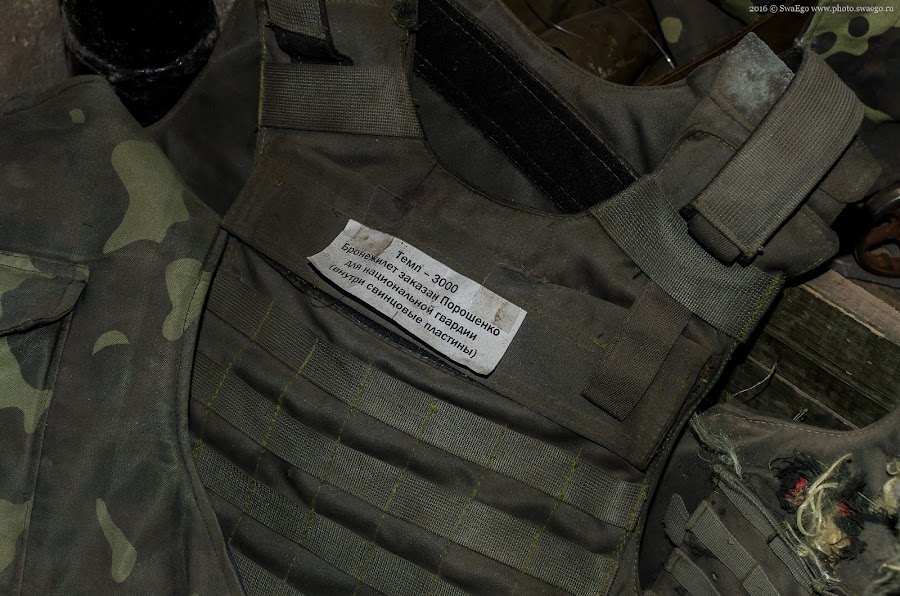 2016 © SwaEgo www.photo.swaego.ru
Темп – 3000
Бронежилет заказан Порошенко
для национальной гвардии
(внутри свинцовые пластины)